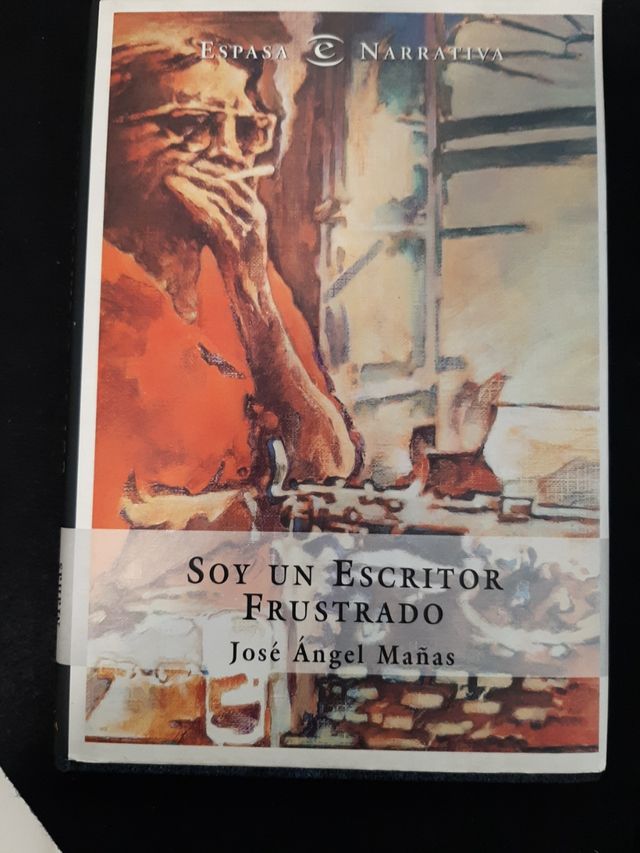 ESPASA e NARRATIVA
SOY UN ESCRITOR
FRUSTRADO
José Ángel Mañas